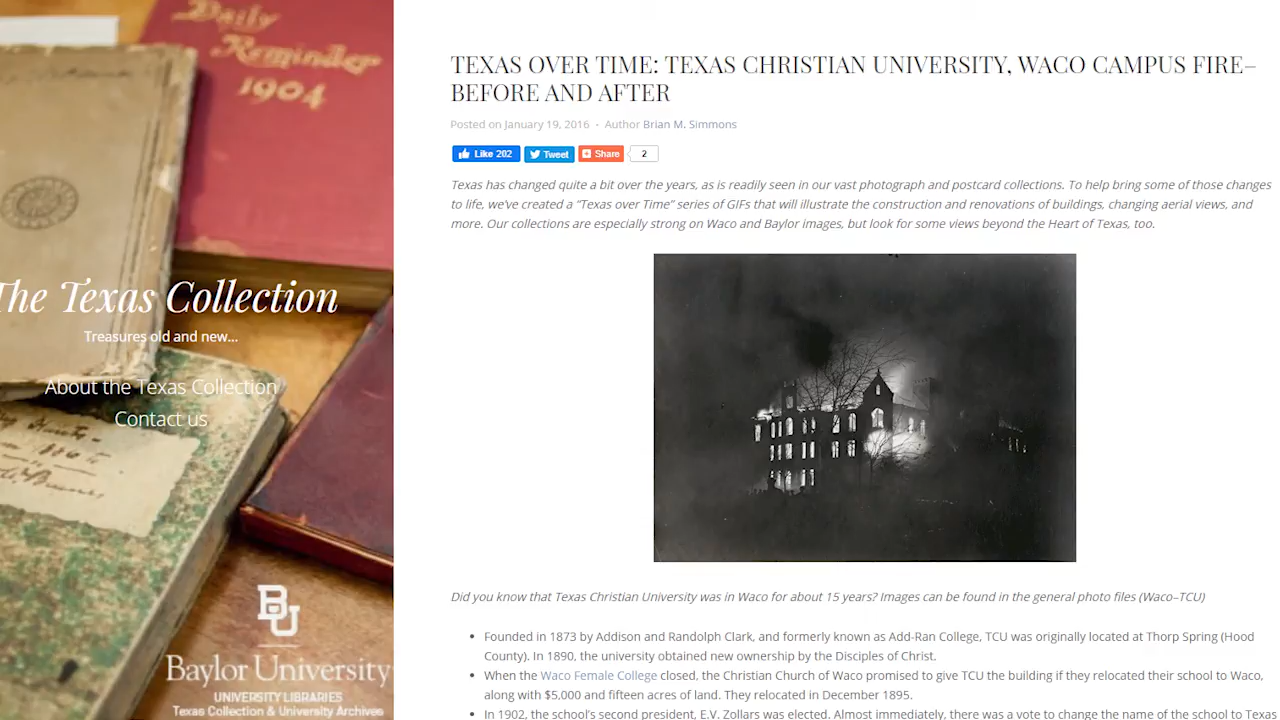 Daily
Reminder
1904
The Texas Collection
Treasures old and new...
About the Texas Collection
Contact us
BU
Baylor University
UNIVERSITY LIBRARIES
Texas Collection & University Archives
TEXAS OVER TIME: TEXAS CHRISTIAN UNIVERSITY, WACO CAMPUS FIRE–
BEFORE AND AFTER
Posted on January 19, 2016 - Author Brian M. Simmons
Like 202 Tweet Share 2
Texas has changed quite a bit over the years, as is readily seen in our vast photograph and postcard collections. To help bring some of those changes
to life, we've created a “Texas over Time” series of GIFs that will illustrate the construction and renovations of buildings, changing aerial views, and
more. Our collections are especially strong on Waco and Baylor images, but look for some views beyond the Heart of Texas, too.
Did you know that Texas Christian University was in Waco for about 15 years? Images can be found in the general photo files (Waco–TCU)
• Founded in 1873 by Addison and Randolph Clark, and formerly known as Add-Ran College, TCU was originally located at Thorp Spring (Hood
County). In 1890, the university obtained new ownership by the Disciples of Christ.
• When the Waco Female College closed, the Christian Church of Waco promised to give TCU the building if they relocated their school to Waco,
along with $5,000 and fifteen acres of land. They relocated in December 1895.
• In 1902, the school's second president, E.V. Zollars was elected. Almost immediately, there was a vote to change the name of the school to Texas